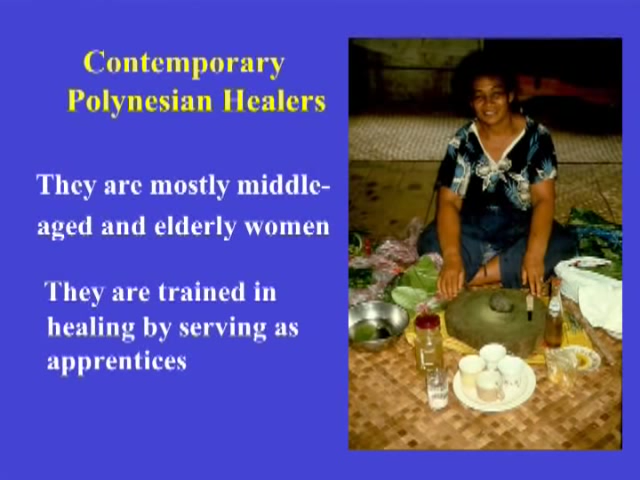 Contemporary
Polynesian Healers
They are mostly middle-
aged and elderly women
They are trained in
healing by serving as
apprentices